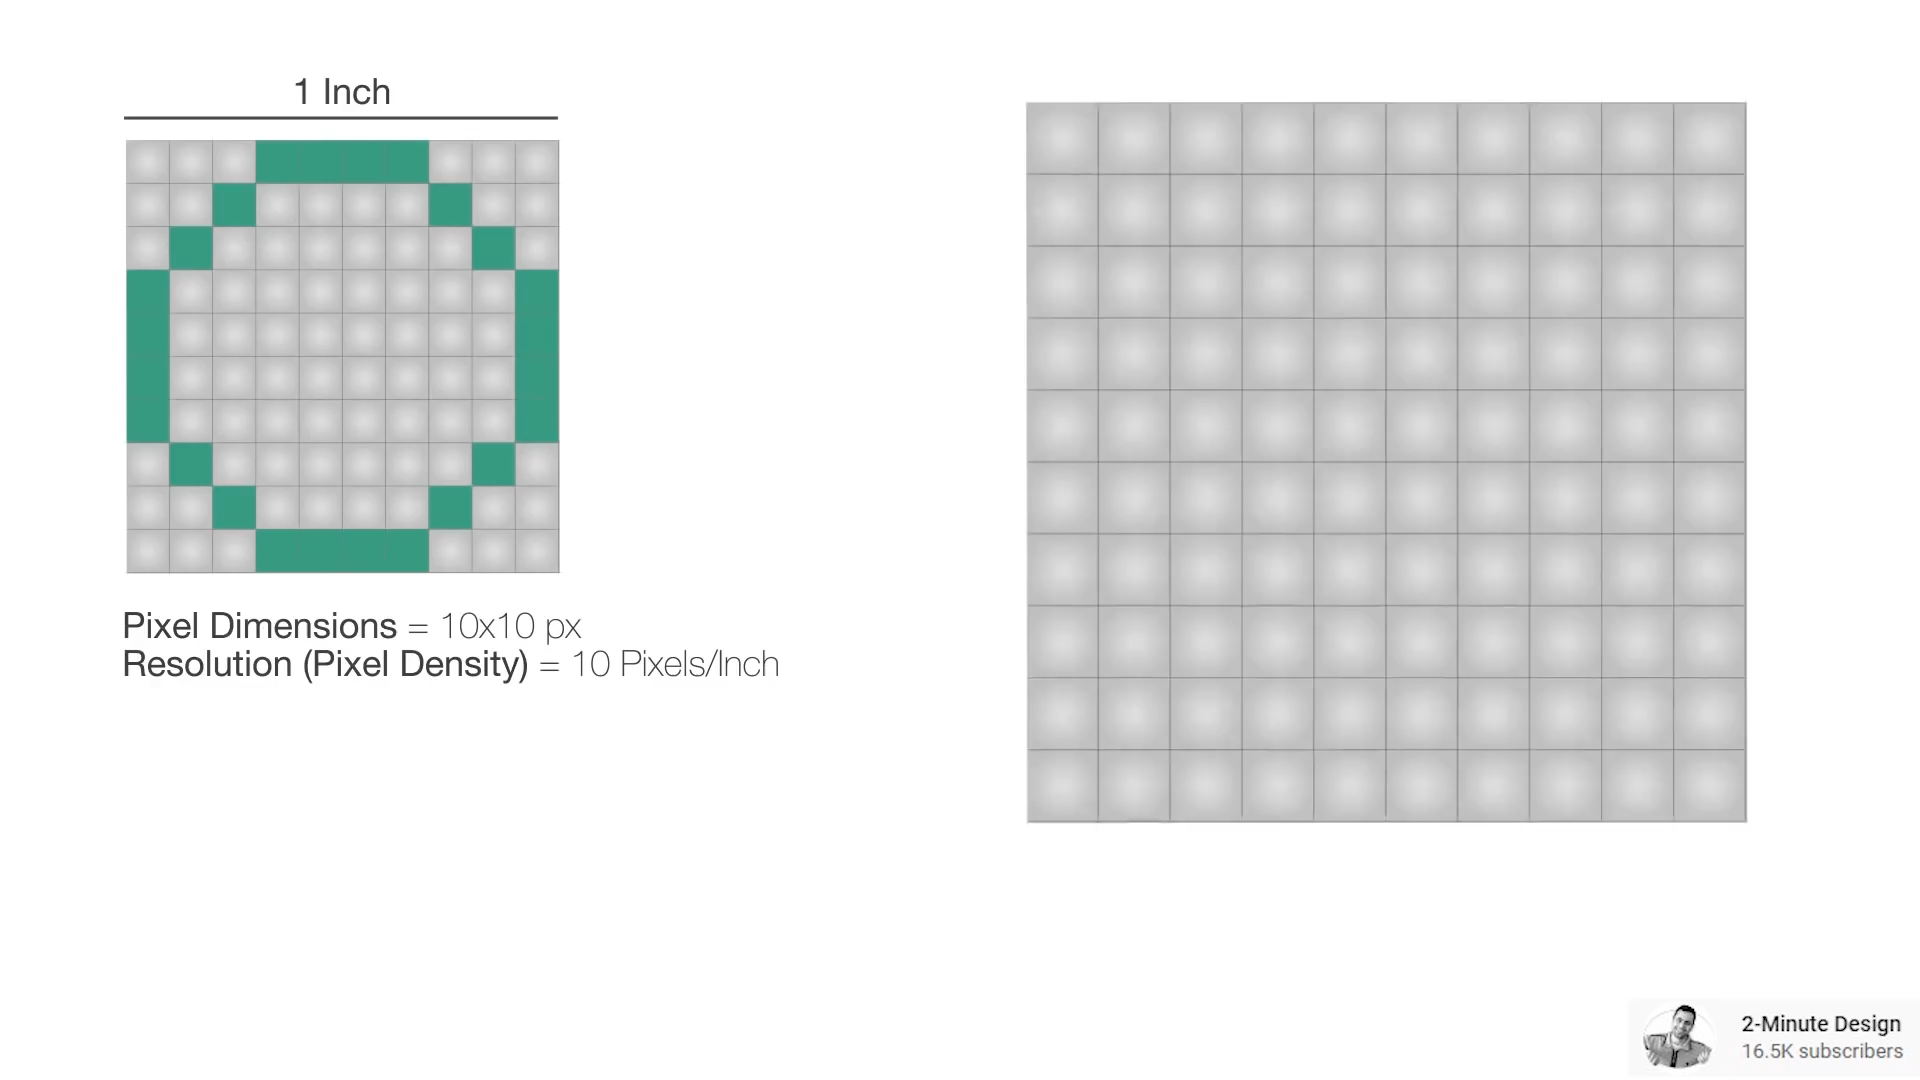 1 Inch
Pixel Dimensions = 10x10 px
Resolution (Pixel Density) = 10 Pixels/Inch
2-Minute Design
16.5K subscribers